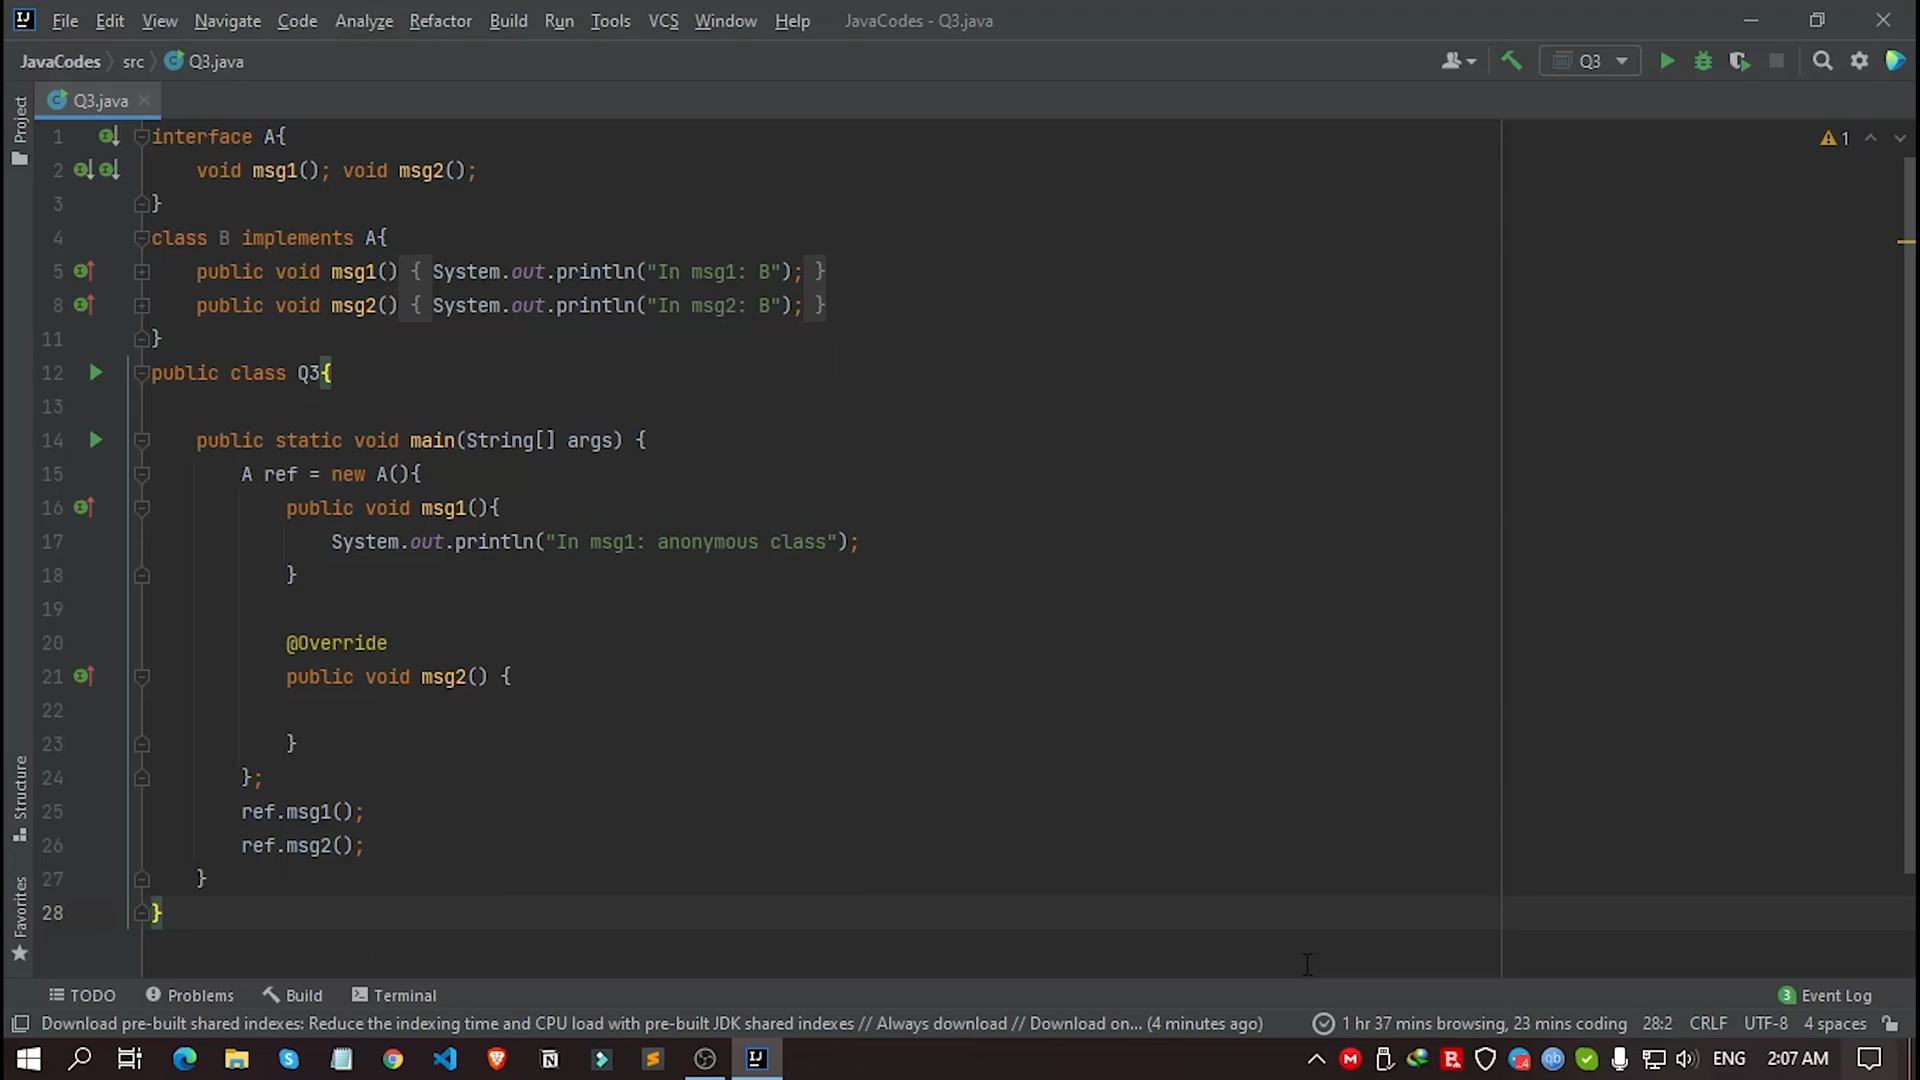 File Edit View Navigate Code Analyze Refactor Build Run Tools VCS Window Help JavaCodes - Q3.java
JavaCodes src Q3.java Q3
Project
Q3.java
1 interface A{
1
2 void msg1(); void msg2();
3 }
4 class B implements A{
5 public void msg1() { System.out.println("In msg1: B"); }
8 public void msg2() { System.out.println("In msg2: B"); }
11 }
12 public class Q3{
13
14 public static void main(String[] args) {
15 A ref = new A(){
16 public void msg1(){
17 System.out.println("In msg1: anonymous class");
18 }
19
20 @Override
21 public void msg2() {
22
23 }
24 };
25 ref.msg1();
26 ref.msg2();
27 }
28 }
Structure
Favorites
TODO Problems Build Terminal 3 Event Log
Download pre-built shared indexes: Reduce the indexing time and CPU load with pre-built JDK shared indexes // Always download // Download on... (4 minutes ago) 1 hr 37 mins browsing, 23 mins coding 28:2 CRLF UTF-8 4 spaces
ENG 2:07 AM